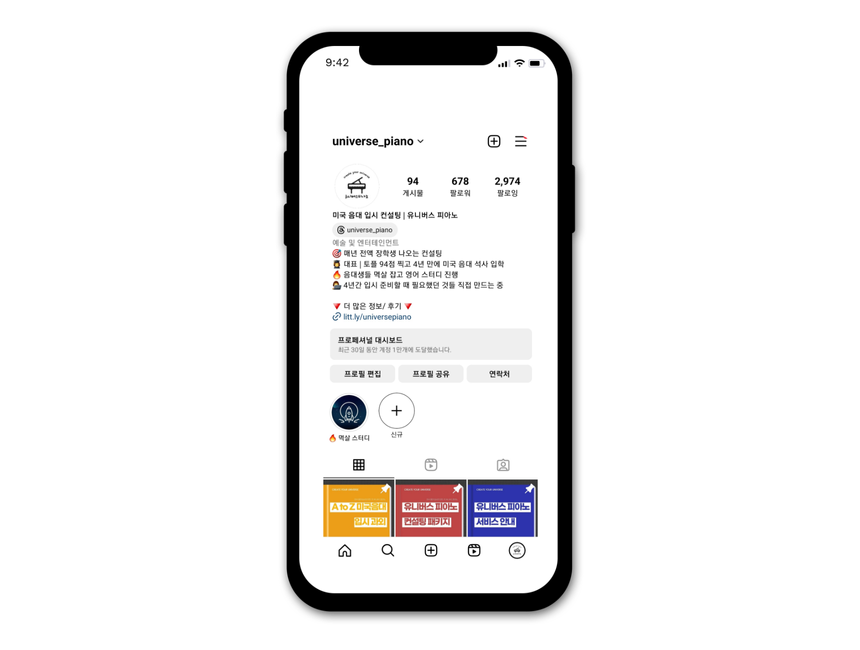 9:42
universe_piano
94
게시물
678
팔로워
2,974
팔로잉
미국 음대 입시 컨설팅 | 유니버스 피아노
universe_piano
예술 및 엔터테인먼트
🎯 매년 전액 장학생 나오는 컨설팅
👩‍🎓 대표 | 토플 94점 찍고 4년 만에 미국 음대 석사 입학
🔥 음대생들 멱살 잡고 영어 스터디 진행
💁‍♀️ 4년간 입시 준비할 때 필요했던 것들 직접 만드는 중
🔻 더 많은 정보/ 후기 🔻
litt.ly/universepiano
프로페셔널 대시보드
최근 30일 동안 계정 1만개에 도달했습니다.
프로필 편집
프로필 공유
연락처
🔥 멱살 스터디
신규
A to Z 미국음대
입시 과외
유니버스 피아노
컨설팅 패키지
유니버스 피아노
서비스 안내